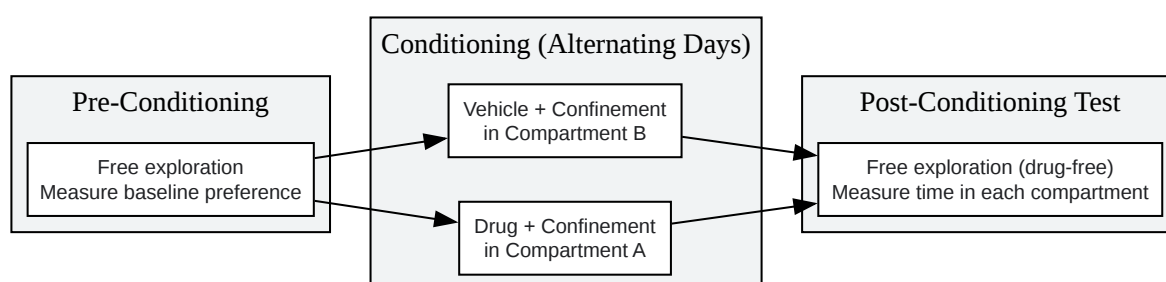 Pre-Conditioning
Free exploration
Measure baseline preference
Conditioning (Alternating Days)
Vehicle + Confinement
in Compartment B
Drug + Confinement
in Compartment A
Post-Conditioning Test
Free exploration (drug-free)
Measure time in each compartment